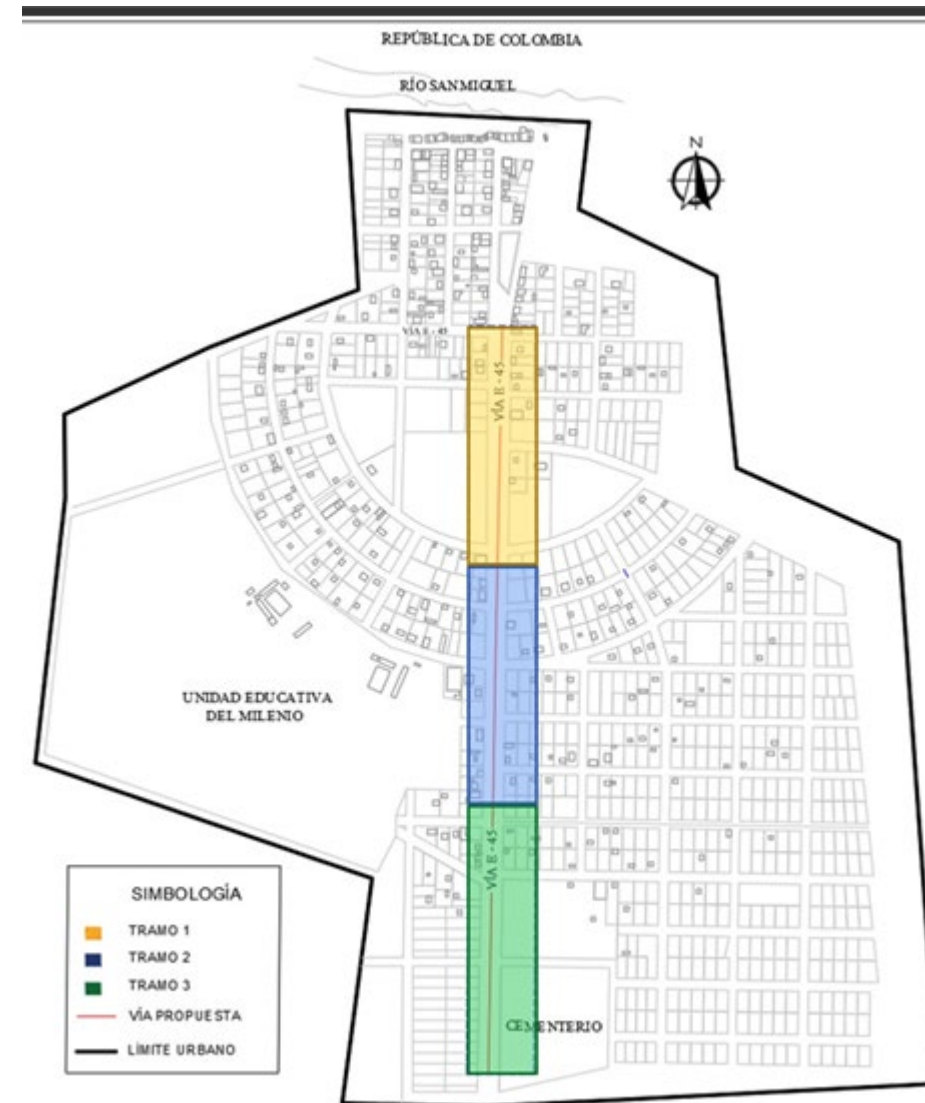 REPÚBLICA DE COLOMBIA
RÍO SAN MIGUEL
N
VÍA E - 45
VÍA E - 45
UNIDAD EDUCATIVA
DEL MILENIO
VÍA E - 45
CEMENTERIO
SIMBOLOGÍA
TRAMO 1
TRAMO 2
TRAMO 3
VÍA PROPUESTA
LÍMITE URBANO